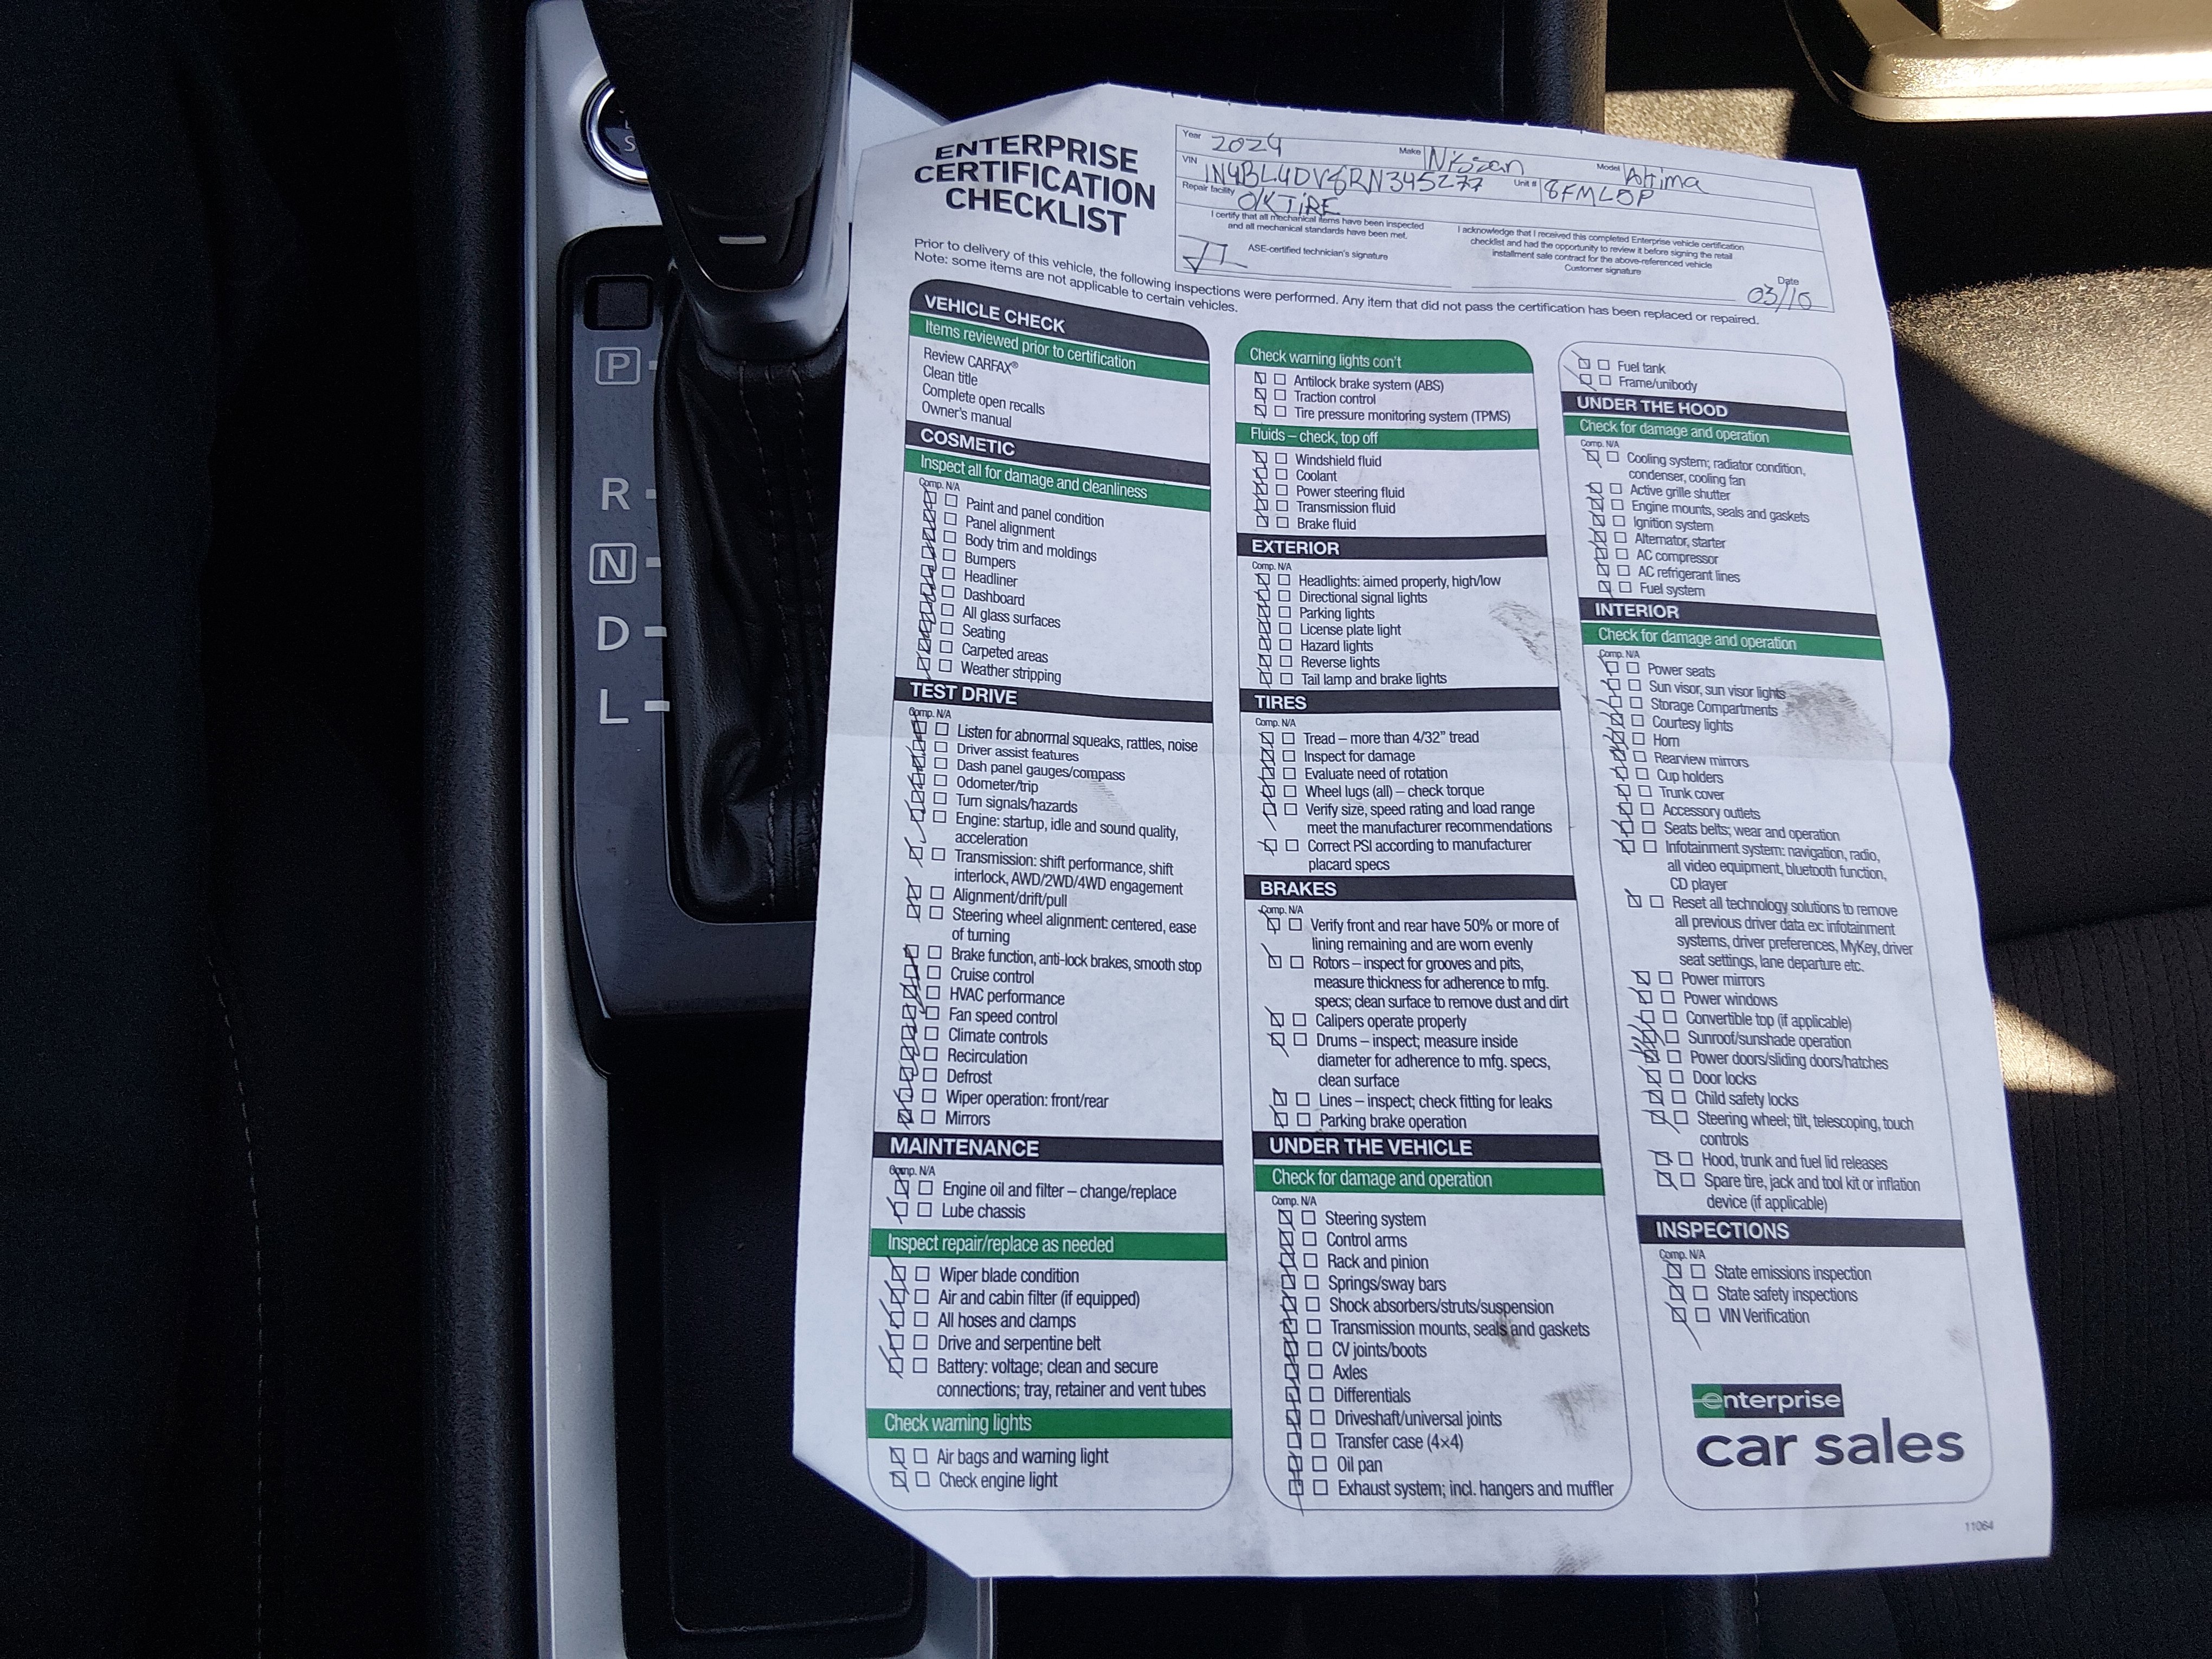 P
R
N
D
L
S
ENTERPRISE
CERTIFICATION
CHECKLIST
Year 2024 Make Nissan Model Altima
VIN 1N4BL4DV8RN345277 Unit # 8FML5P
Repair facility OK TiRE
I certify that all mechanical items have been inspected
and all mechanical standards have been met.
ASE-certified technician's signature
I acknowledge that I received this completed Enterprise vehicle certification
checklist and had the opportunity to review it before signing the retail
installment sale contract for the above-referenced vehicle
Customer signature
Date
03/10
Prior to delivery of this vehicle, the following inspections were performed. Any item that did not pass the certification has been replaced or repaired.
Note: some items are not applicable to certain vehicles.
VEHICLE CHECK
Items reviewed prior to certification
Review CARFAX®
Clean title
Complete open recalls
Owner's manual
COSMETIC
Inspect all for damage and cleanliness
Comp. N/A
Paint and panel condition
Panel alignment
Body trim and moldings
Bumpers
Headliner
Dashboard
All glass surfaces
Seating
Carpeted areas
Weather stripping
TEST DRIVE
Comp. N/A
Listen for abnormal squeaks, rattles, noise
Driver assist features
Dash panel gauges/compass
Odometer/trip
Turn signals/hazards
Engine: startup, idle and sound quality,
acceleration
Transmission: shift performance, shift
interlock, AWD/2WD/4WD engagement
Alignment/drift/pull
Steering wheel alignment: centered, ease
of turning
Brake function, anti-lock brakes, smooth stop
Cruise control
HVAC performance
Fan speed control
Climate controls
Recirculation
Defrost
Wiper operation: front/rear
Mirrors
MAINTENANCE
Comp. N/A
Engine oil and filter – change/replace
Lube chassis
Inspect repair/replace as needed
Wiper blade condition
Air and cabin filter (if equipped)
All hoses and clamps
Drive and serpentine belt
Battery: voltage; clean and secure
connections; tray, retainer and vent tubes
Check warning lights
Air bags and warning light
Check engine light
Check warning lights con't
Antilock brake system (ABS)
Traction control
Tire pressure monitoring system (TPMS)
Fluids – check, top off
Windshield fluid
Coolant
Power steering fluid
Transmission fluid
Brake fluid
EXTERIOR
Comp. N/A
Headlights: aimed properly, high/low
Directional signal lights
Parking lights
License plate light
Hazard lights
Reverse lights
Tail lamp and brake lights
TIRES
Comp. N/A
Tread – more than 4/32" tread
Inspect for damage
Evaluate need of rotation
Wheel lugs (all) – check torque
Verify size, speed rating and load range
meet the manufacturer recommendations
Correct PSI according to manufacturer
placard specs
BRAKES
Comp. N/A
Verify front and rear have 50% or more of
lining remaining and are worn evenly
Rotors – inspect for grooves and pits,
measure thickness for adherence to mfg.
specs; clean surface to remove dust and dirt
Calipers operate properly
Drums – inspect; measure inside
diameter for adherence to mfg. specs,
clean surface
Lines – inspect; check fitting for leaks
Parking brake operation
UNDER THE VEHICLE
Check for damage and operation
Comp. N/A
Steering system
Control arms
Rack and pinion
Springs/sway bars
Shock absorbers/struts/suspension
Transmission mounts, seals and gaskets
CV joints/boots
Axles
Differentials
Driveshaft/universal joints
Transfer case (4×4)
Oil pan
Exhaust system; incl. hangers and muffler
Fuel tank
Frame/unibody
UNDER THE HOOD
Check for damage and operation
Comp. N/A
Cooling system; radiator condition,
condenser, cooling fan
Active grille shutter
Engine mounts, seals and gaskets
Ignition system
Alternator, starter
AC compressor
AC refrigerant lines
Fuel system
INTERIOR
Check for damage and operation
Comp. N/A
Power seats
Sun visor, sun visor lights
Storage Compartments
Courtesy lights
Horn
Rearview mirrors
Cup holders
Trunk cover
Accessory outlets
Seats belts; wear and operation
Infotainment system: navigation, radio,
all video equipment, bluetooth function,
CD player
Reset all technology solutions to remove
all previous driver data ex: infotainment
systems, driver preferences, MyKey, driver
seat settings, lane departure etc.
Power mirrors
Power windows
Convertible top (if applicable)
Sunroof/sunshade operation
Power doors/sliding doors/hatches
Door locks
Child safety locks
Steering wheel; tilt, telescoping, touch
controls
Hood, trunk and fuel lid releases
Spare tire, jack and tool kit or inflation
device (if applicable)
INSPECTIONS
Comp. N/A
State emissions inspection
State safety inspections
VIN Verification
enterprise
car sales
11064